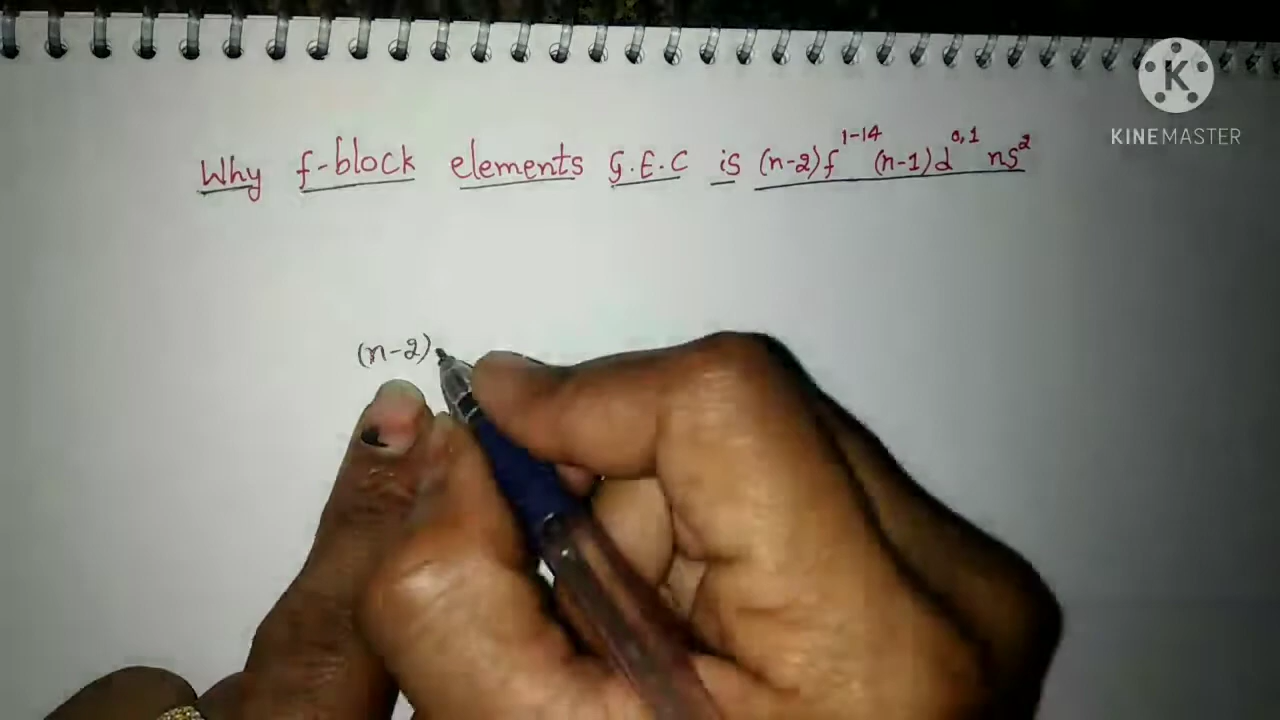 Why f-block elements G.E.C is (n-2)f¹⁻¹⁴ (n-1)d⁰,¹ ns²
K
KINEMASTER
(n-2)